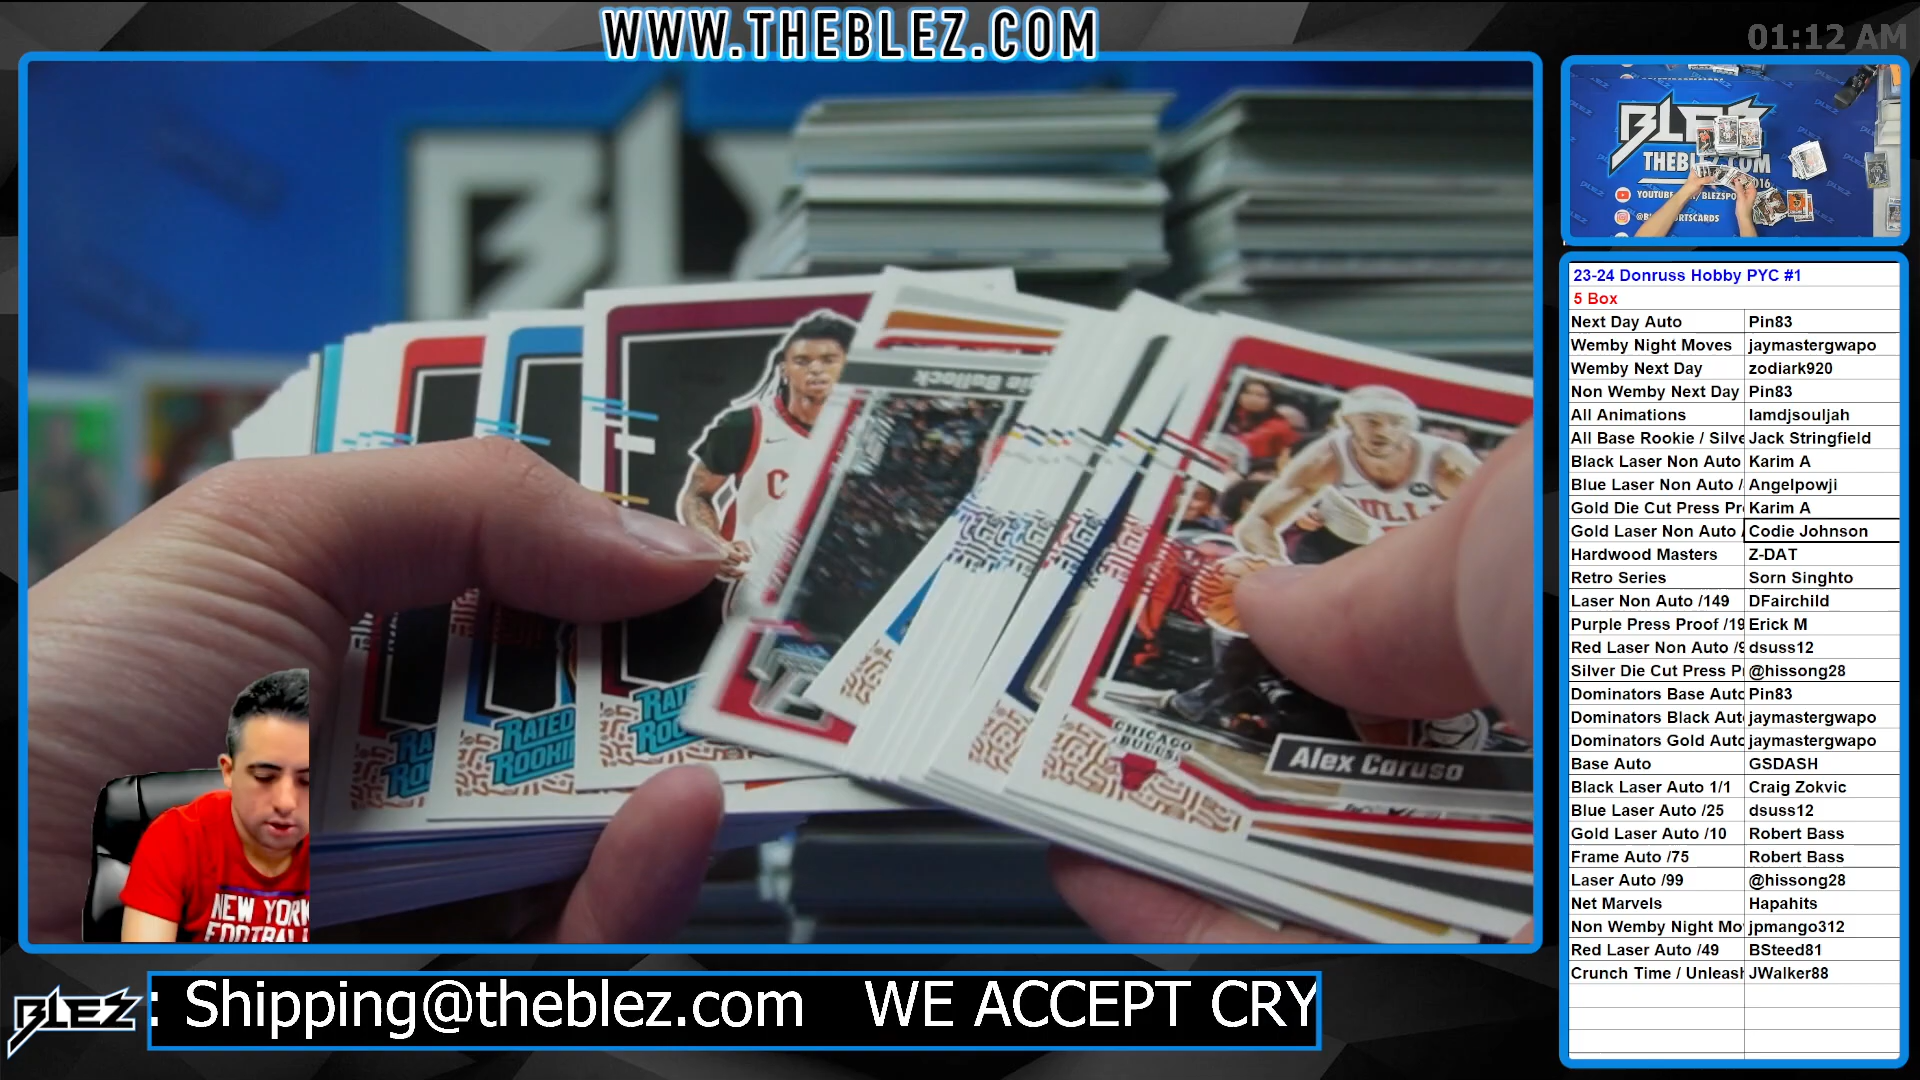 WWW.THEBLEZ.COM
01:12 AM
BLEZ
THEBLEZ.COM
23-24 Donruss Hobby PYC #1
5 Box
Next Day Auto Pin83
Wemby Night Moves jaymastergwapo
Wemby Next Day zodiark920
Non Wemby Next Day Pin83
All Animations Iamdjsouljah
All Base Rookie / Silve Jack Stringfield
Black Laser Non Auto Karim A
Blue Laser Non Auto / Angelpowji
Gold Die Cut Press Pr Karim A
Gold Laser Non Auto / Codie Johnson
Hardwood Masters Z-DAT
Retro Series Sorn Singhto
Laser Non Auto /149 DFairchild
Purple Press Proof /19 Erick M
Red Laser Non Auto /9 dsuss12
Silver Die Cut Press P @hissong28
Dominators Base Auto Pin83
Dominators Black Aut jaymastergwapo
Dominators Gold Auto jaymastergwapo
Base Auto GSDASH
Black Laser Auto 1/1 Craig Zokvic
Blue Laser Auto /25 dsuss12
Gold Laser Auto /10 Robert Bass
Frame Auto /75 Robert Bass
Laser Auto /99 @hissong28
Net Marvels Hapahits
Non Wemby Night Mo jpmango312
Red Laser Auto /49 BSteed81
Crunch Time / Unleash JWalker88
Bullock
C
RATED
ROOKIE
CHICAGO
BULLS
Alex Caruso
NEW YORK
FOOTBALL
BLEZ
: Shipping@theblez.com WE ACCEPT CRY